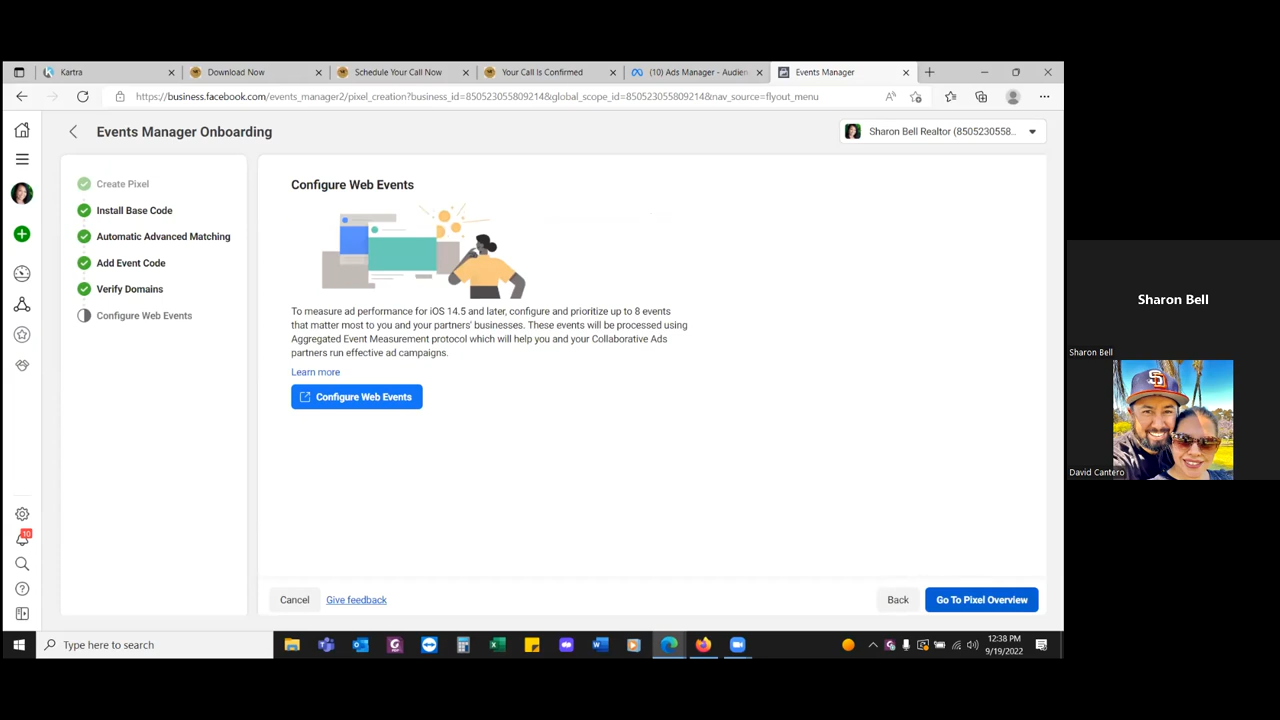 Kartra
Download Now
Schedule Your Call Now
Your Call Is Confirmed
(10) Ads Manager - Audien
Events Manager
https://business.facebook.com/events_manager2/pixel_creation?business_id=850523055809214&global_scope_id=850523055809214&nav_source=flyout_menu
Events Manager Onboarding
Sharon Bell Realtor (8505230558...
Create Pixel
Install Base Code
Automatic Advanced Matching
Add Event Code
Verify Domains
Configure Web Events
Configure Web Events
To measure ad performance for iOS 14.5 and later, configure and prioritize up to 8 events
that matter most to you and your partners' businesses. These events will be processed using
Aggregated Event Measurement protocol which will help you and your Collaborative Ads
partners run effective ad campaigns.
Learn more
Configure Web Events
10
Cancel
Give feedback
Back
Go To Pixel Overview
Type here to search
12:38 PM
9/19/2022
Sharon Bell
Sharon Bell
David Cantero